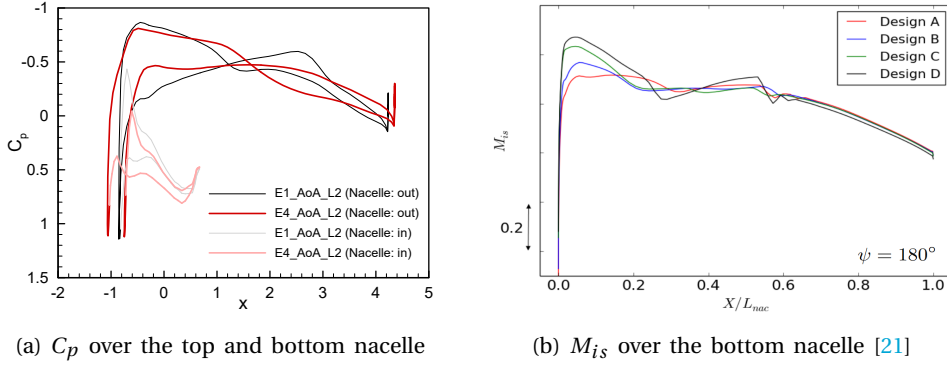 -1
-0.5
0
0.5
1
1.5
C_p
-2 -1 0 1 2 3 4 5
x
E1_AoA_L2 (Nacelle: out)
E4_AoA_L2 (Nacelle: out)
E1_AoA_L2 (Nacelle: in)
E4_AoA_L2 (Nacelle: in)
(a) C_p over the top and bottom nacelle
Design A
Design B
Design C
Design D
M_is
0.2
ψ = 180°
0.0 0.2 0.4 0.6 0.8 1.0
X/L_nac
(b) M_is over the bottom nacelle [21]